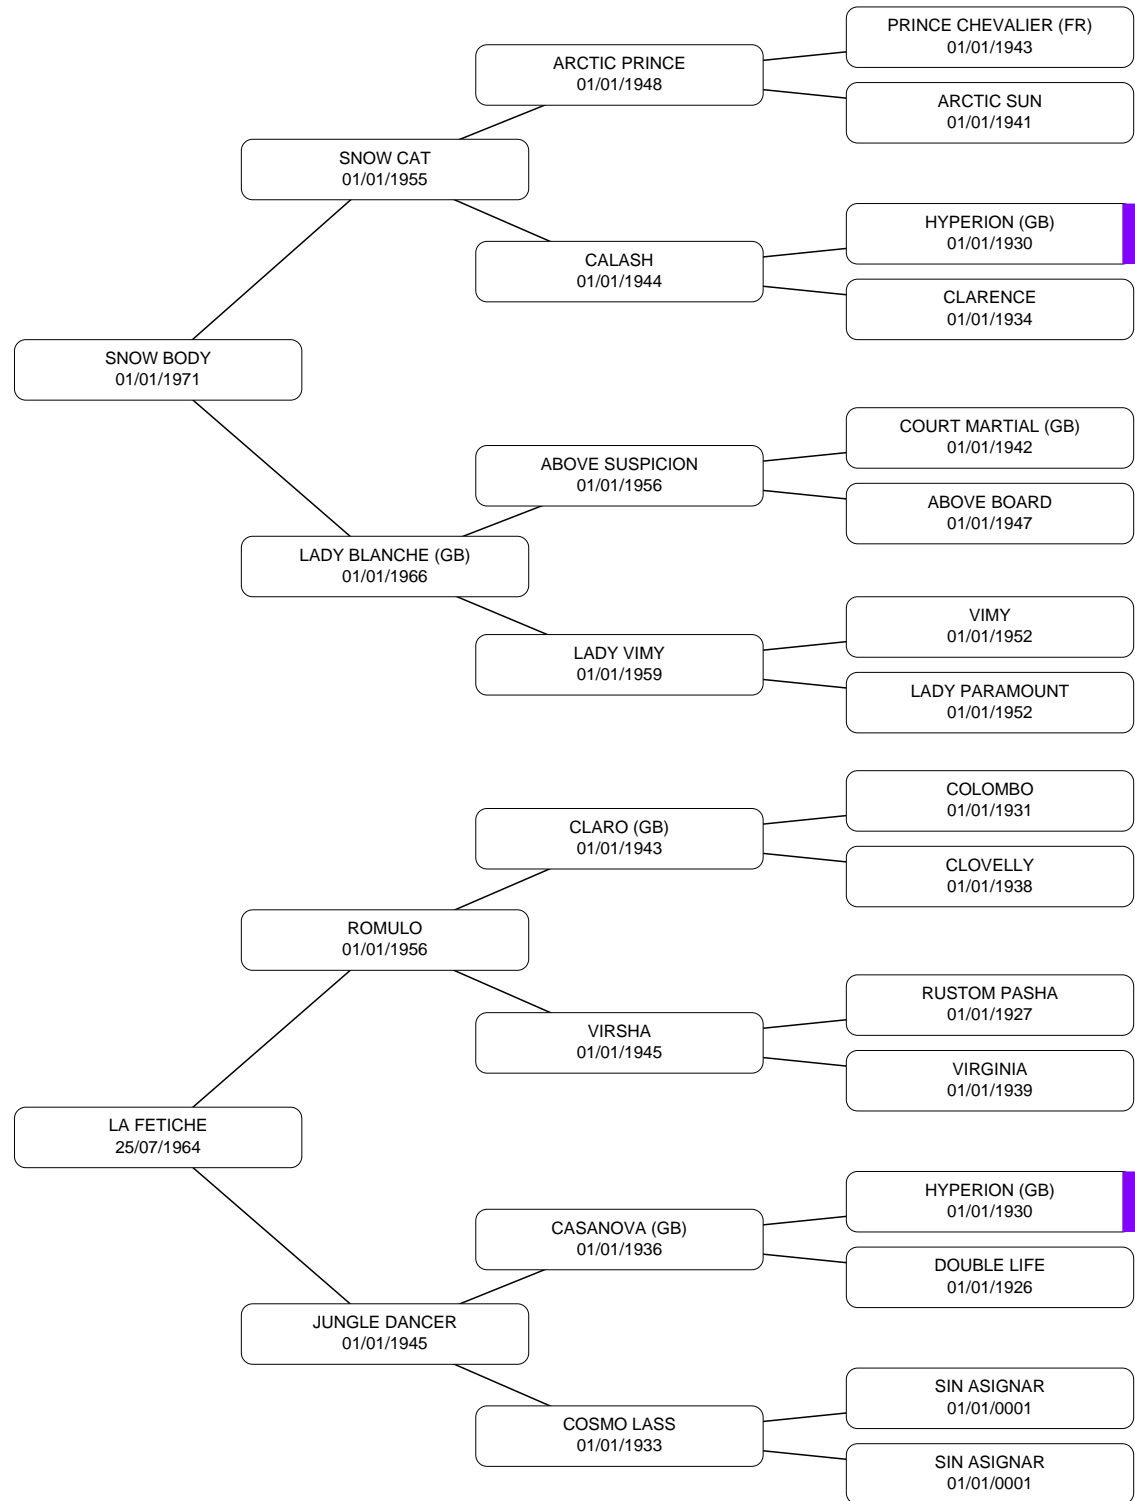 PRINCE CHEVALIER (FR)
01/01/1943
ARCTIC PRINCE
01/01/1948
ARCTIC SUN
01/01/1941
SNOW CAT
01/01/1955
HYPERION (GB)
01/01/1930
CALASH
01/01/1944
CLARENCE
01/01/1934
SNOW BODY
01/01/1971
COURT MARTIAL (GB)
01/01/1942
ABOVE SUSPICION
01/01/1956
ABOVE BOARD
01/01/1947
LADY BLANCHE (GB)
01/01/1966
VIMY
01/01/1952
LADY VIMY
01/01/1959
LADY PARAMOUNT
01/01/1952
COLOMBO
01/01/1931
CLARO (GB)
01/01/1943
CLOVELLY
01/01/1938
ROMULO
01/01/1956
RUSTOM PASHA
01/01/1927
VIRSHA
01/01/1945
VIRGINIA
01/01/1939
LA FETICHE
25/07/1964
HYPERION (GB)
01/01/1930
CASANOVA (GB)
01/01/1936
DOUBLE LIFE
01/01/1926
JUNGLE DANCER
01/01/1945
SIN ASIGNAR
01/01/0001
COSMO LASS
01/01/1933
SIN ASIGNAR
01/01/0001